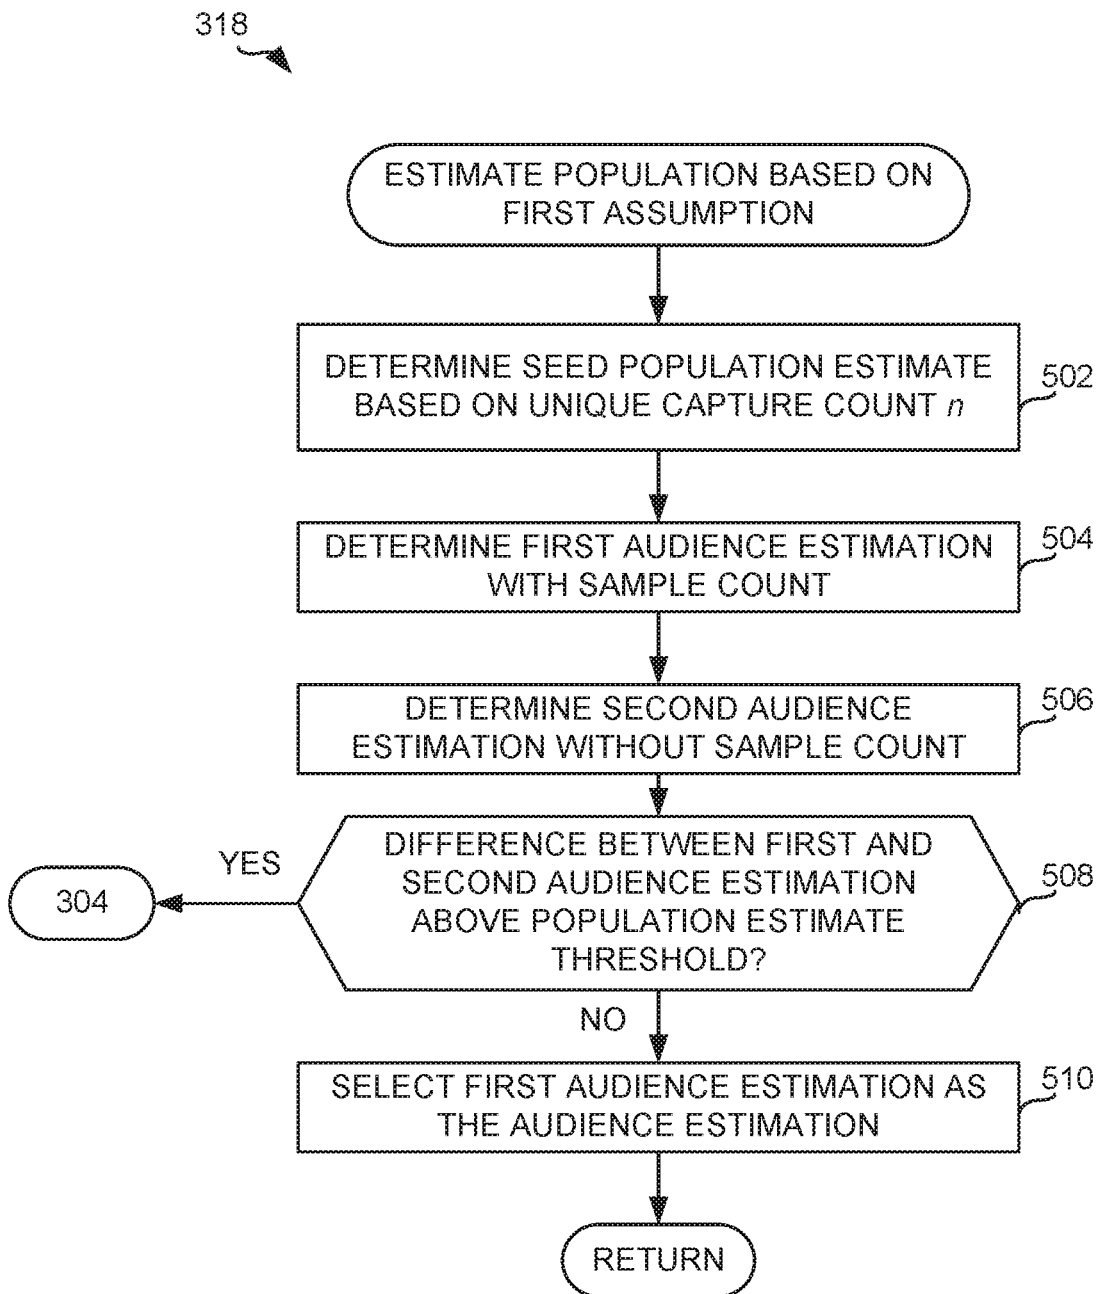 318
ESTIMATE POPULATION BASED ON
FIRST ASSUMPTION
DETERMINE SEED POPULATION ESTIMATE
BASED ON UNIQUE CAPTURE COUNT n
502
DETERMINE FIRST AUDIENCE ESTIMATION
WITH SAMPLE COUNT
504
DETERMINE SECOND AUDIENCE
ESTIMATION WITHOUT SAMPLE COUNT
506
DIFFERENCE BETWEEN FIRST AND
SECOND AUDIENCE ESTIMATION
ABOVE POPULATION ESTIMATE
THRESHOLD?
508
YES
304
NO
SELECT FIRST AUDIENCE ESTIMATION AS
THE AUDIENCE ESTIMATION
510
RETURN